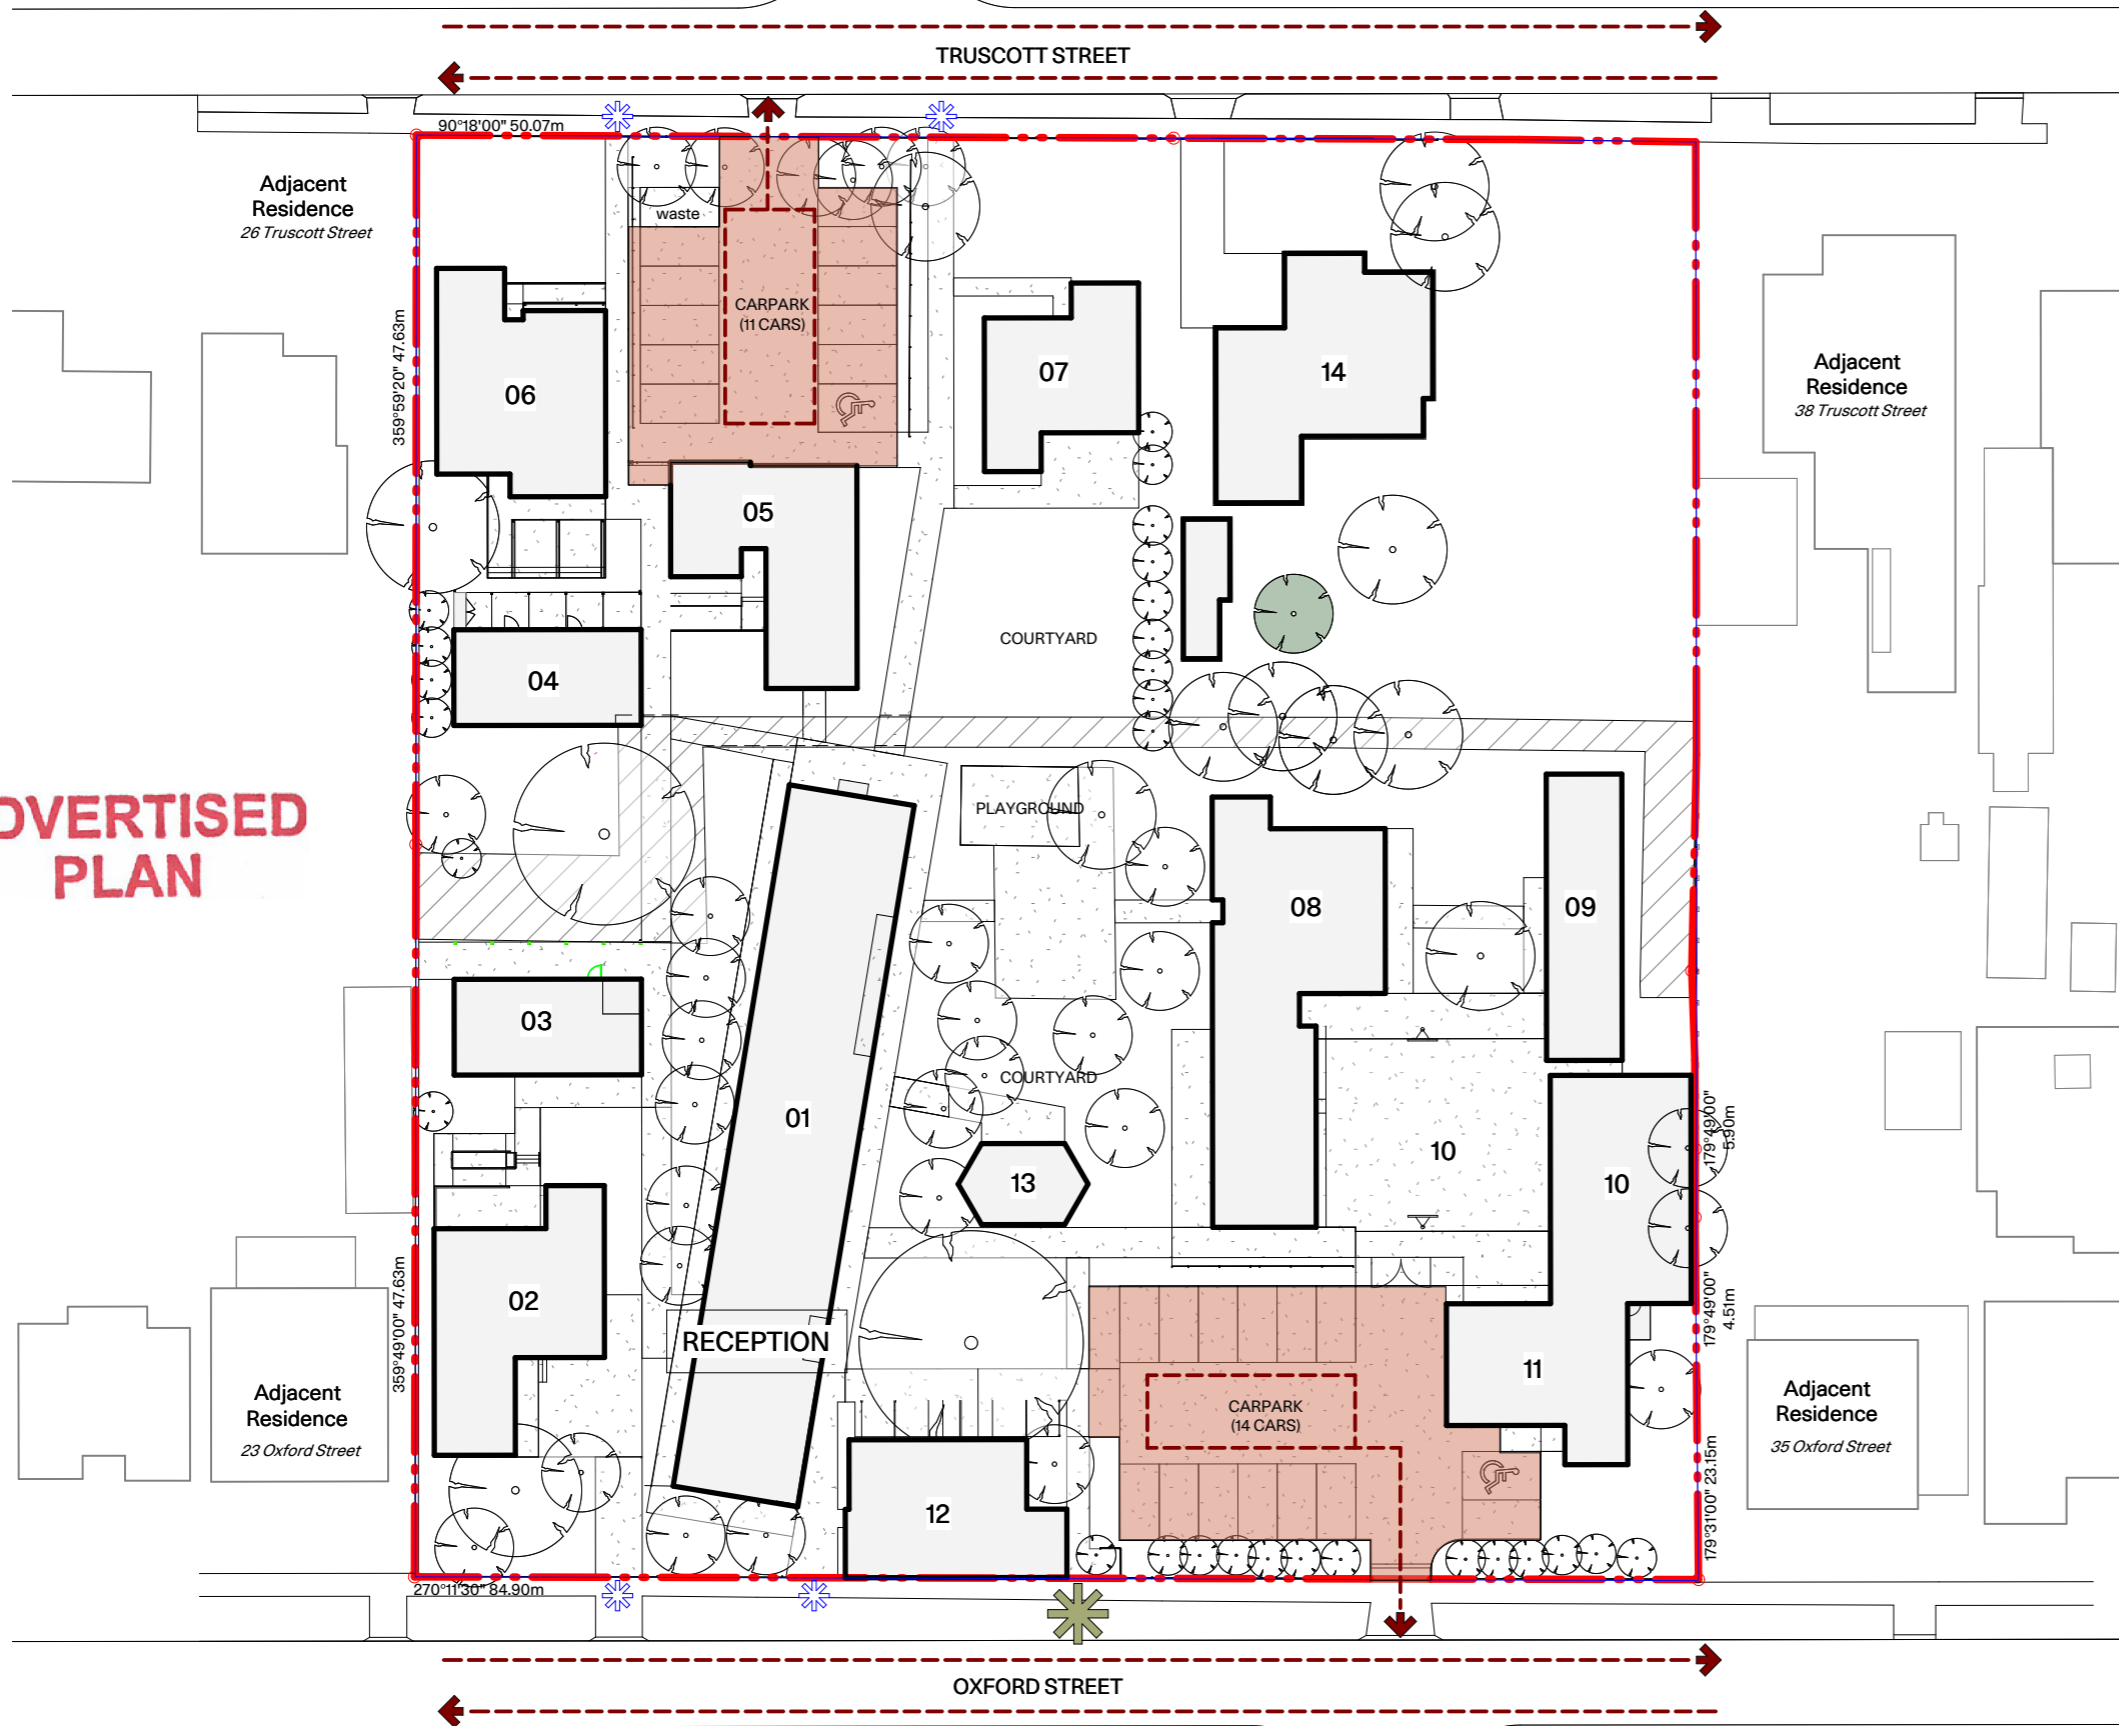 TRUSCOTT STREET
90°18'00" 50.07m
Adjacent
Residence
26 Truscott Street
waste
CARPARK
(11 CARS)
359°59'20" 47.63m
06
07
14
Adjacent
Residence
38 Truscott Street
05
COURTYARD
04
DVERTISED
PLAN
PLAYGROUND
08
09
03
COURTYARD
01
10
13
10
179°49'00"
5.90m
02
RECEPTION
359°49'00" 47.63m
179°49'00"
4.51m
11
CARPARK
(14 CARS)
Adjacent
Residence
23 Oxford Street
Adjacent
Residence
35 Oxford Street
12
179°31'00" 23.15m
270°11'30" 84.90m
OXFORD STREET